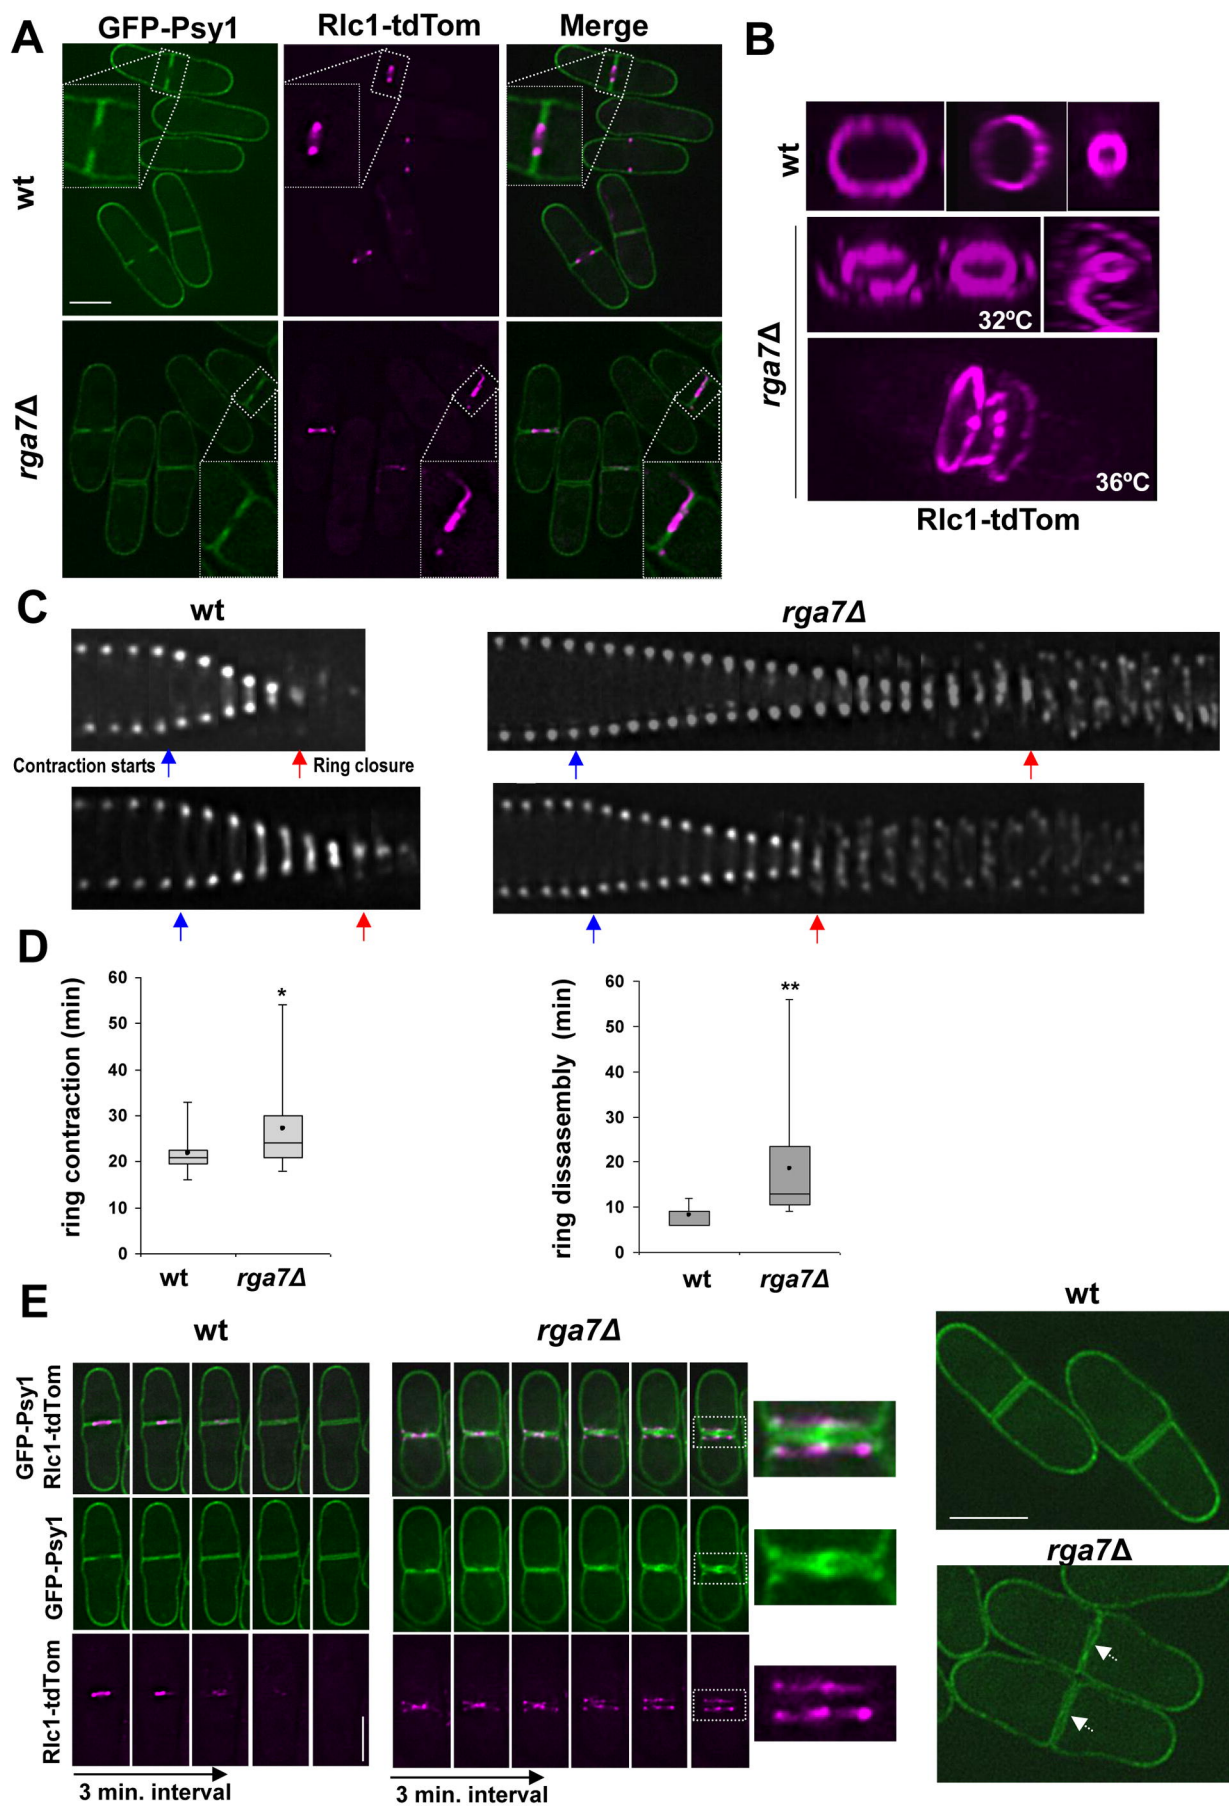 A
GFP-Psy1
Rlc1-tdTom
Merge
wt
rga7Δ
B
wt
rga7Δ
32ºC
36ºC
Rlc1-tdTom
C
wt
rga7Δ
Contraction starts
Ring closure
D
ring contraction (min)
60
50
40
30
20
10
0
*
wt
rga7Δ
ring dissasembly (min)
60
50
40
30
20
10
0
**
wt
rga7Δ
E
wt
rga7Δ
GFP-Psy1
Rlc1-tdTom
GFP-Psy1
Rlc1-tdTom
3 min. interval
3 min. interval
wt
rga7Δ